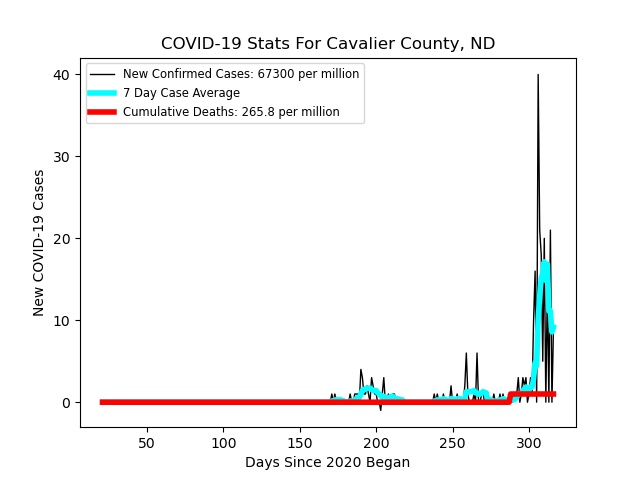 COVID-19 Stats For Cavalier County, ND
New Confirmed Cases: 67300 per million
7 Day Case Average
Cumulative Deaths: 265.8 per million
New COVID-19 Cases
40
30
20
10
0
50 100 150 200 250 300
Days Since 2020 Began